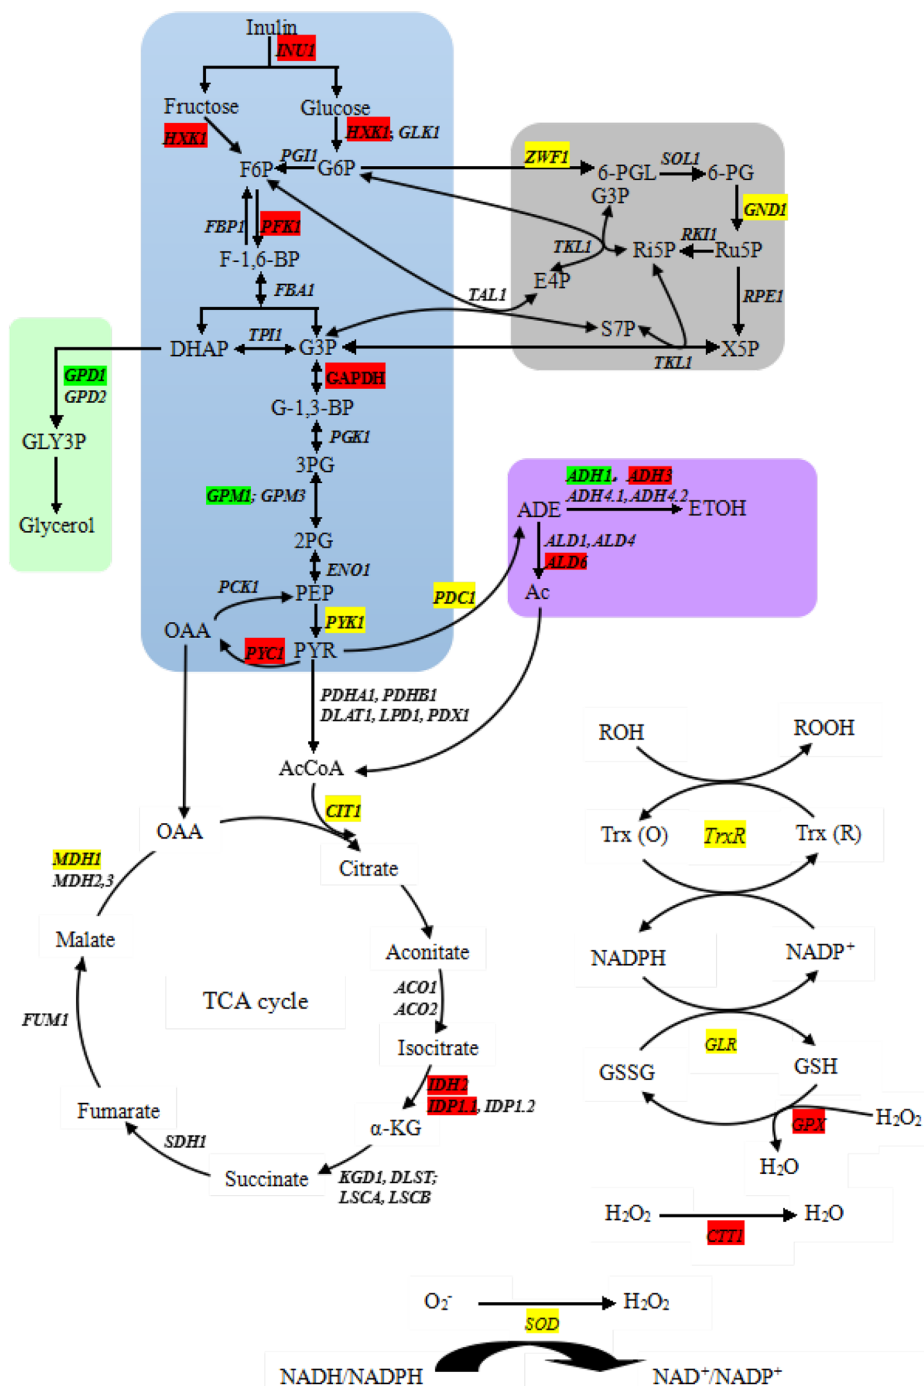 Inulin
INU1
Fructose
Glucose
HXK1
HXK1, GLK1
F6P
PGI1
G6P
ZWF1
6-PGL
SOL1
6-PG
G3P
GND1
FBP1
PFK1
TKL1
Ri5P
RKI1
Ru5P
F-1,6-BP
E4P
FBA1
TAL1
RPE1
S7P
DHAP
TPI1
G3P
TKL1
X5P
GPD1
GPD2
GAPDH
G-1,3-BP
GLY3P
PGK1
3PG
GPM1; GPM3
Glycerol
2PG
ENO1
ADH1, ADH3
ADH4.1, ADH4.2
ADE
ETOH
ALD1, ALD4
ALD6
Ac
PCK1
PEP
PDC1
OAA
PYK1
PYC1
PYR
PDHA1, PDHB1
DLAT1, LPD1, PDX1
AcCoA
ROH
ROOH
CIT1
OAA
Trx (O)
TrxR
Trx (R)
MDH1
MDH2,3
Citrate
Malate
Aconitate
NADPH
NADP+
TCA cycle
ACO1
ACO2
FUM1
Isocitrate
GLR
GSSG
GSH
IDH2
IDP1.1, IDP1.2
Fumarate
α-KG
GPX
H2O2
SDH1
H2O
Succinate
KGD1, DLST;
LSCA, LSCB
H2O2
H2O
CTT1
O2-
H2O2
SOD
NADH/NADPH
NAD+/NADP+